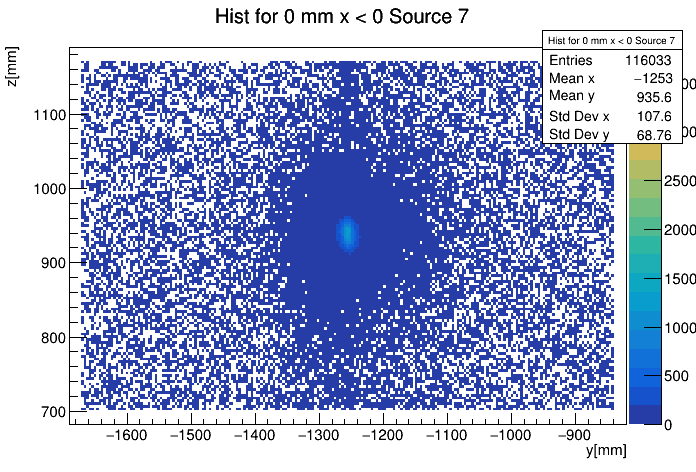 Hist for 0 mm x < 0 Source 7
Hist for 0 mm x < 0 Source 7
Entries 116033
Mean x −1253
Mean y 935.6
Std Dev x 107.6
Std Dev y 68.76
z[mm]
1100
1000
900
800
700
−1600 −1500 −1400 −1300 −1200 −1100 −1000 −900
y[mm]
2500
2000
1500
1000
500
0